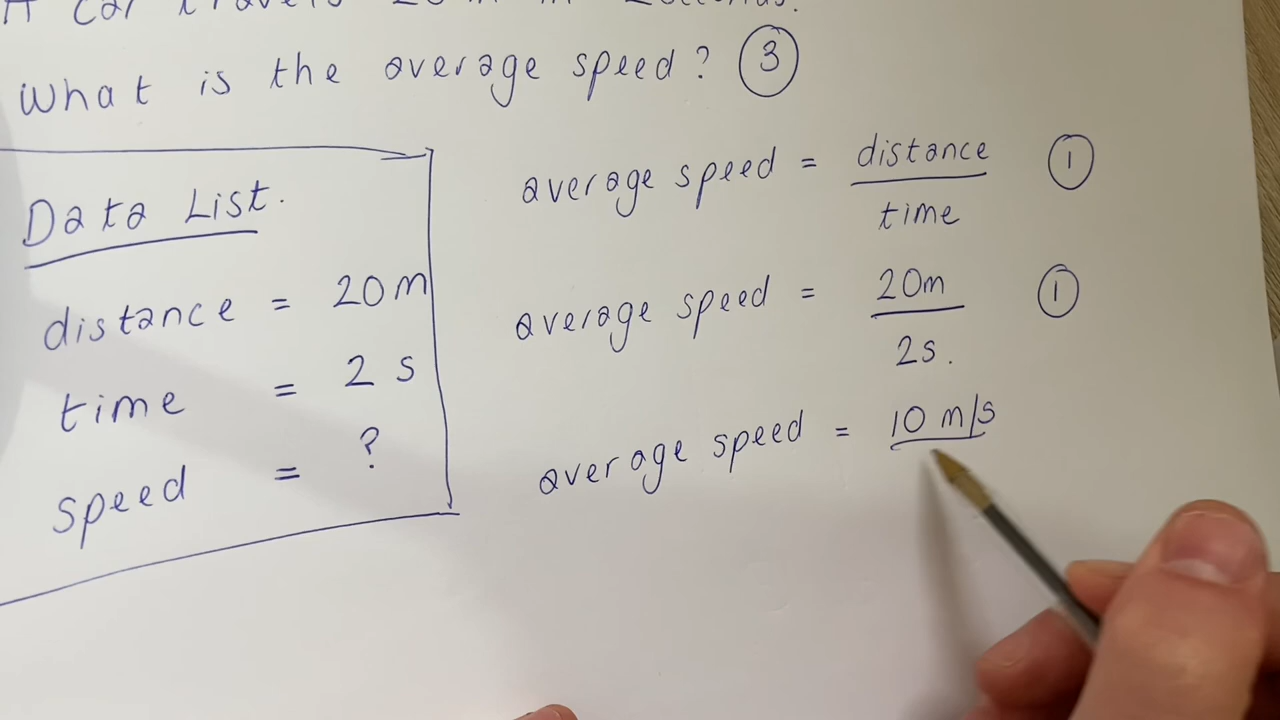 What is the average speed? 3
Data List.
distance = 20m
time = 2 s
speed = ?
average speed = distance / time 1
average speed = 20m / 2s. 1
average speed = 10 m/s